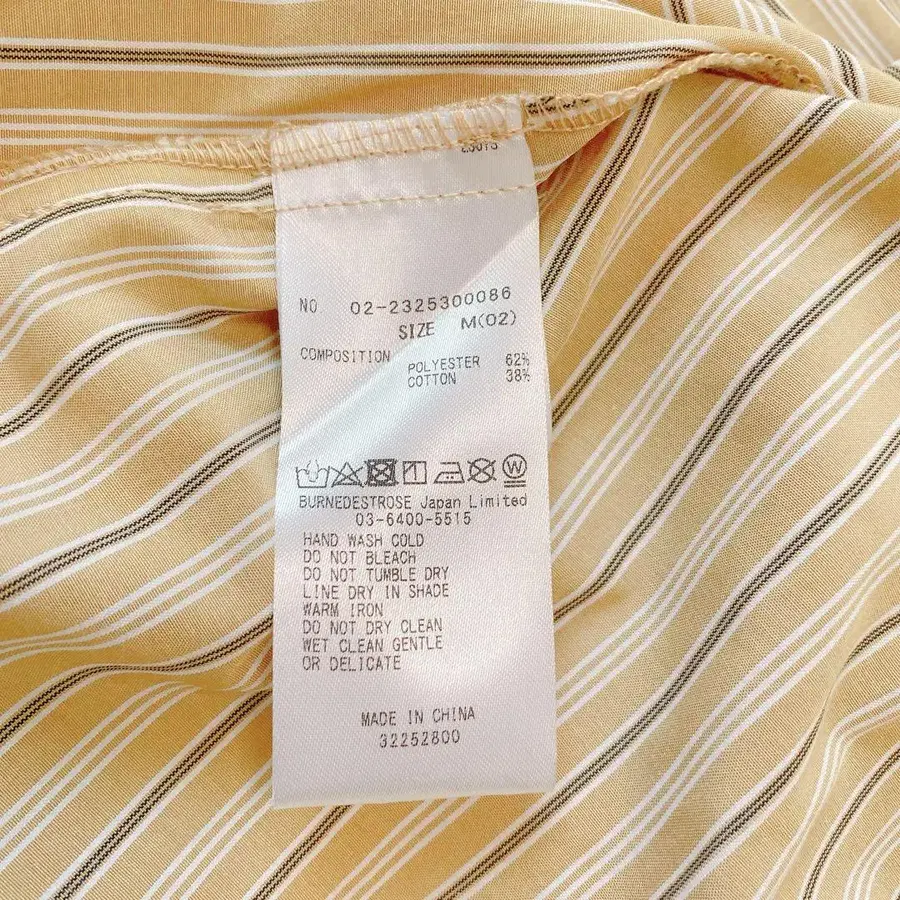 NO 02-2325300086
SIZE M(02)
COMPOSITION POLYESTER 62%
COTTON 38%
BURNEDESTROSE Japan Limited
03-6400-5515
HAND WASH COLD
DO NOT BLEACH
DO NOT TUMBLE DRY
LINE DRY IN SHADE
WARM IRON
DO NOT DRY CLEAN
WET CLEAN GENTLE
OR DELICATE
MADE IN CHINA
32252800